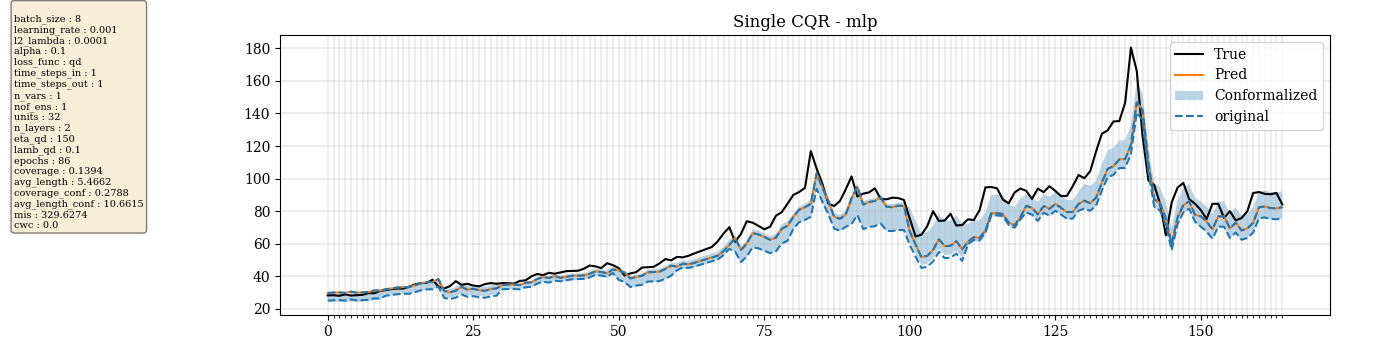 batch_size : 8
learning_rate : 0.001
l2_lambda : 0.0001
alpha : 0.1
loss_func : qd
time_steps_in : 1
time_steps_out : 1
n_vars : 1
nof_ens : 1
units : 32
n_layers : 2
eta_qd : 150
lamb_qd : 0.1
epochs : 86
coverage : 0.1394
avg_length : 5.4662
coverage_conf : 0.2788
avg_length_conf : 10.6615
mis : 329.6274
cwc : 0.0
Single CQR - mlp
180
160
140
120
100
80
60
40
20
0 25 50 75 100 125 150
True
Pred
Conformalized
original